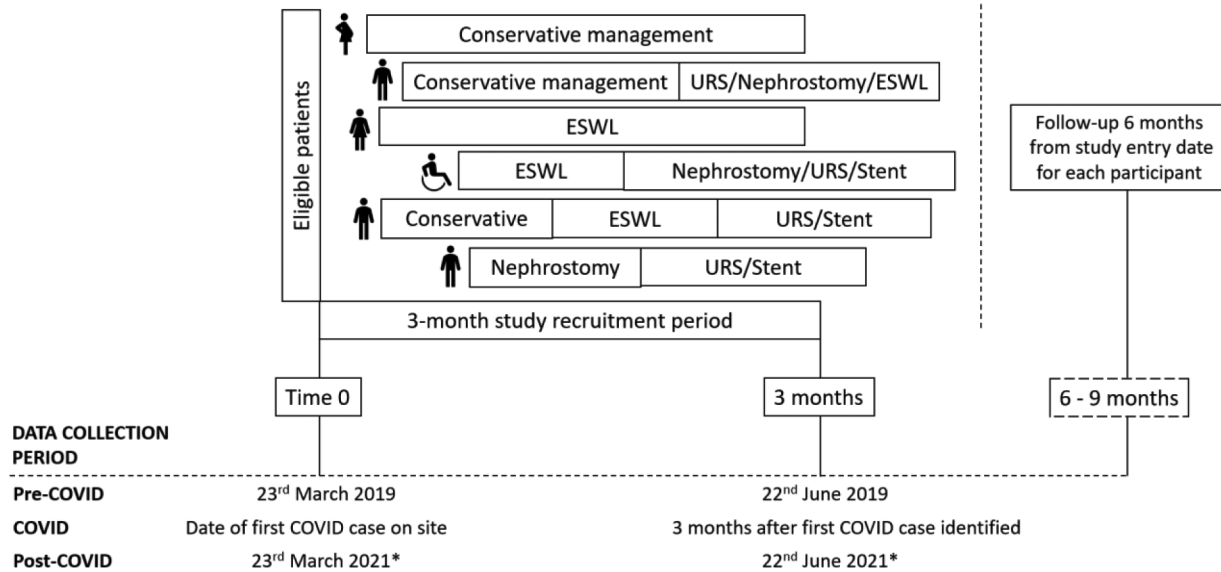 Eligible patients
Conservative management
Conservative management URS/Nephrostomy/ESWL
ESWL
ESWL Nephrostomy/URS/Stent
Conservative ESWL URS/Stent
Nephrostomy URS/Stent
3-month study recruitment period
Follow-up 6 months
from study entry date
for each participant
Time 0 3 months 6 - 9 months
DATA COLLECTION
PERIOD
Pre-COVID 23rd March 2019 22nd June 2019
COVID Date of first COVID case on site 3 months after first COVID case identified
Post-COVID 23rd March 2021* 22nd June 2021*